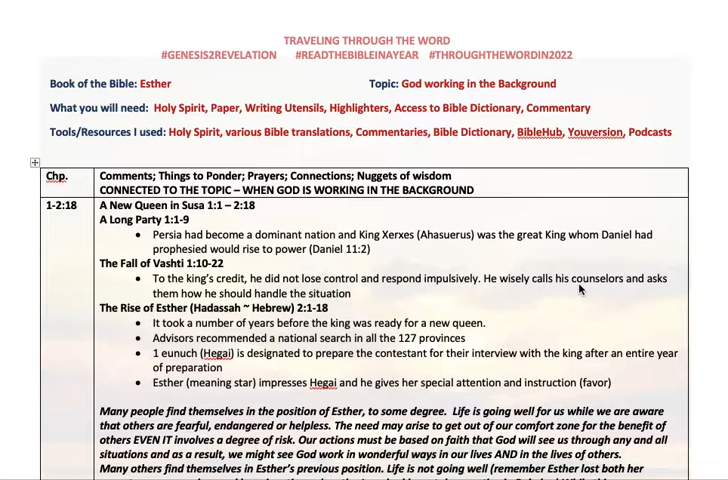 TRAVELING THROUGH THE WORD
#GENESIS2REVELATION #READTHEBIBLEINAYEAR #THROUGHTHEWORDIN2022
Book of the Bible: Esther Topic: God working in the Background
What you will need: Holy Spirit, Paper, Writing Utensils, Highlighters, Access to Bible Dictionary, Commentary
Tools/Resources I used: Holy Spirit, various Bible translations, Commentaries, Bible Dictionary, BibleHub, Youversion, Podcasts
Chp. Comments; Things to Ponder; Prayers; Connections; Nuggets of wisdom
CONNECTED TO THE TOPIC – WHEN GOD IS WORKING IN THE BACKGROUND
1-2:18 A New Queen in Susa 1:1 – 2:18
A Long Party 1:1-9
• Persia had become a dominant nation and King Xerxes (Ahasuerus) was the great King whom Daniel had
prophesied would rise to power (Daniel 11:2)
The Fall of Vashti 1:10-22
• To the king's credit, he did not lose control and respond impulsively. He wisely calls his counselors and asks
them how he should handle the situation
The Rise of Esther (Hadassah ~ Hebrew) 2:1-18
• It took a number of years before the king was ready for a new queen.
• Advisors recommended a national search in all the 127 provinces
• 1 eunuch (Hegai) is designated to prepare the contestant for their interview with the king after an entire year
of preparation
• Esther (meaning star) impresses Hegai and he gives her special attention and instruction (favor)
Many people find themselves in the position of Esther, to some degree. Life is going well for us while we are aware
that others are fearful, endangered or helpless. The need may arise to get out of our comfort zone for the benefit of
others EVEN IT involves a degree of risk. Our actions must be based on faith that God will see us through any and all
situations and as a result, we might see God work in wonderful ways in our lives AND in the lives of others.
Many others find themselves in Esther's previous position. Life is not going well (remember Esther lost both her